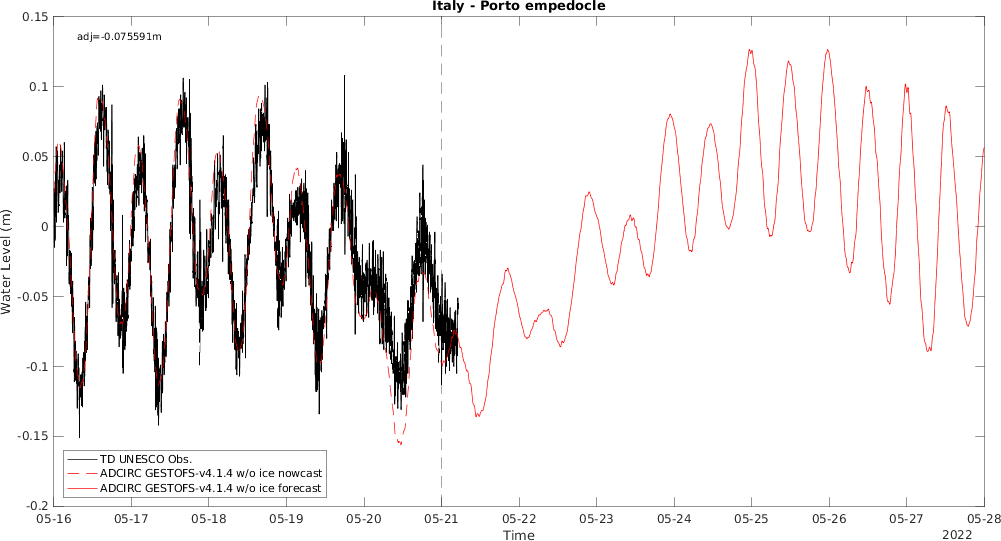 Italy - Porto empedocle
0.15
adj=-0.075591m
0.1
0.05
0
-0.05
-0.1
-0.15
-0.2
Water Level (m)
TD UNESCO Obs.
ADCIRC GESTOFS-v4.1.4 w/o ice nowcast
ADCIRC GESTOFS-v4.1.4 w/o ice forecast
05-16 05-17 05-18 05-19 05-20 05-21 05-22 05-23 05-24 05-25 05-26 05-27 05-28
Time
2022